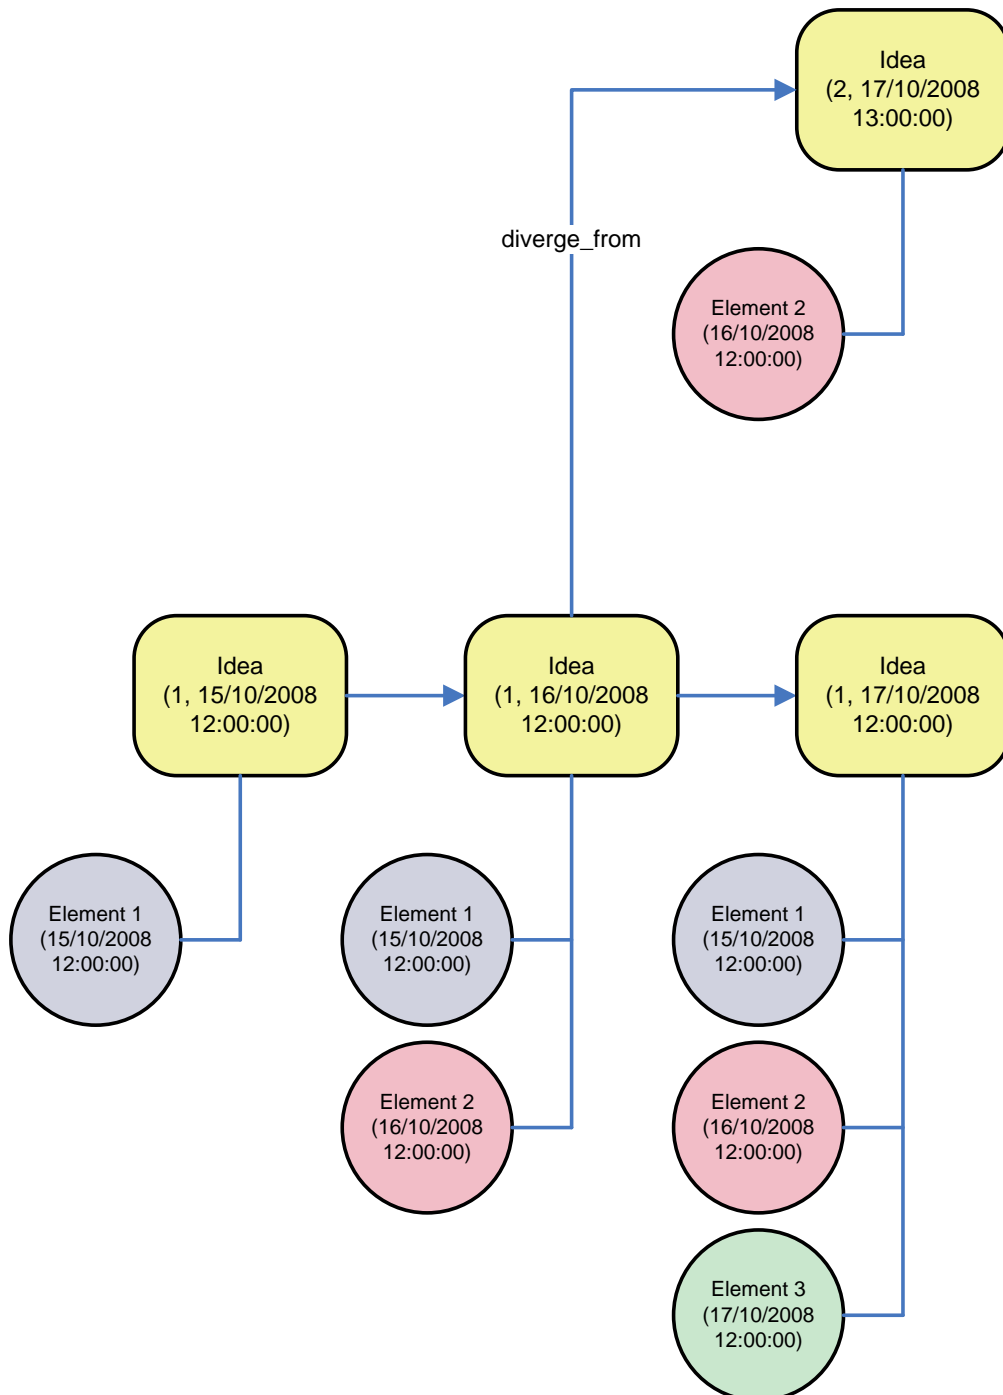 Idea
(2, 17/10/2008
13:00:00)
diverge_from
Element 2
(16/10/2008
12:00:00)
Idea
(1, 15/10/2008
12:00:00)
Idea
(1, 16/10/2008
12:00:00)
Idea
(1, 17/10/2008
12:00:00)
Element 1
(15/10/2008
12:00:00)
Element 1
(15/10/2008
12:00:00)
Element 1
(15/10/2008
12:00:00)
Element 2
(16/10/2008
12:00:00)
Element 2
(16/10/2008
12:00:00)
Element 3
(17/10/2008
12:00:00)